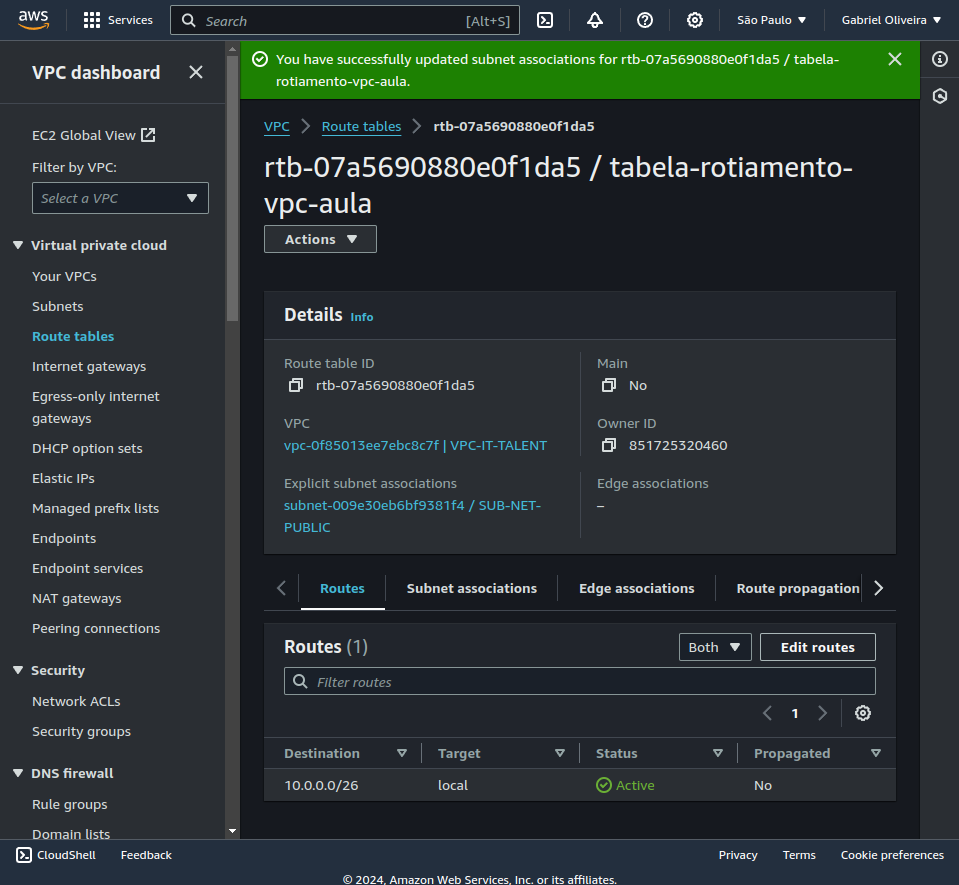 aws
Services
Search
[Alt+S]
São Paulo
Gabriel Oliveira
VPC dashboard
EC2 Global View
Filter by VPC:
Select a VPC
Virtual private cloud
Your VPCs
Subnets
Route tables
Internet gateways
Egress-only internet
gateways
DHCP option sets
Elastic IPs
Managed prefix lists
Endpoints
Endpoint services
NAT gateways
Peering connections
Security
Network ACLs
Security groups
DNS firewall
Rule groups
Domain lists
You have successfully updated subnet associations for rtb-07a5690880e0f1da5 / tabela-
rotiamento-vpc-aula.
VPC
Route tables
rtb-07a5690880e0f1da5
rtb-07a5690880e0f1da5 / tabela-rotiamento-
vpc-aula
Actions
Details Info
Route table ID
rtb-07a5690880e0f1da5
Main
No
VPC
vpc-0f85013ee7ebc8c7f | VPC-IT-TALENT
Owner ID
851725320460
Explicit subnet associations
subnet-009e30eb6bf9381f4 / SUB-NET-
PUBLIC
Edge associations
–
Routes
Subnet associations
Edge associations
Route propagation
Routes (1)
Both
Edit routes
Filter routes
1
Destination
Target
Status
Propagated
10.0.0.0/26
local
Active
No
CloudShell
Feedback
Privacy
Terms
Cookie preferences
© 2024, Amazon Web Services, Inc. or its affiliates.